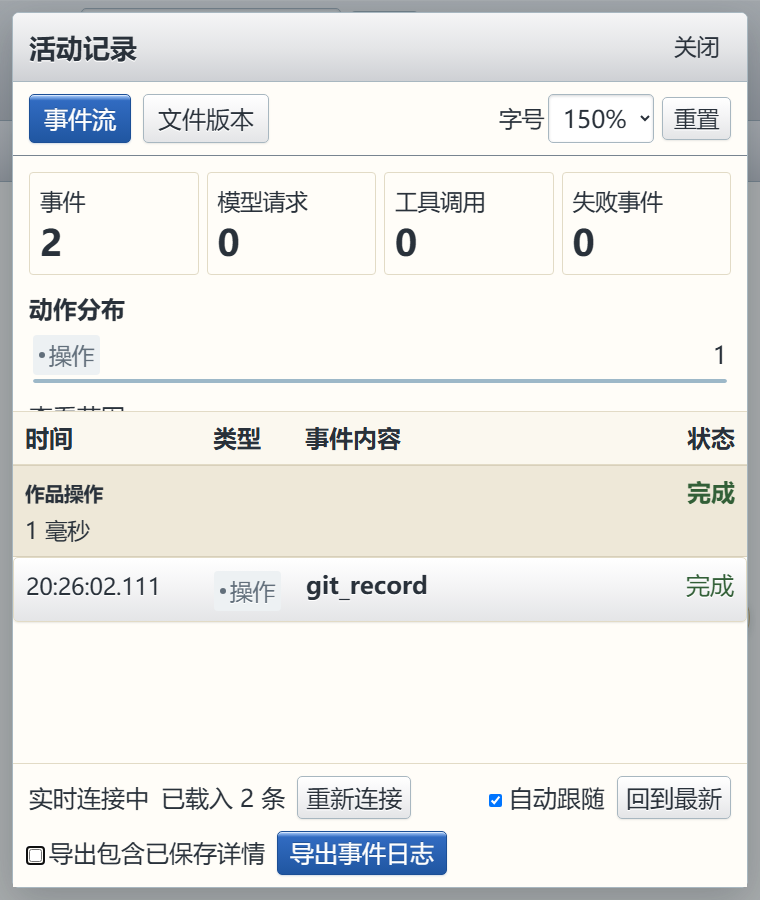 活动记录 关闭
事件流 文件版本 字号 150% 重置
事件 模型请求 工具调用 失败事件
2 0 0 0
动作分布
•操作 1
时间 类型 事件内容 状态
作品操作 完成
1 毫秒
20:26:02.111 •操作 git_record 完成
实时连接中 已载入 2 条 重新连接 自动跟随 回到最新
导出包含已保存详情 导出事件日志